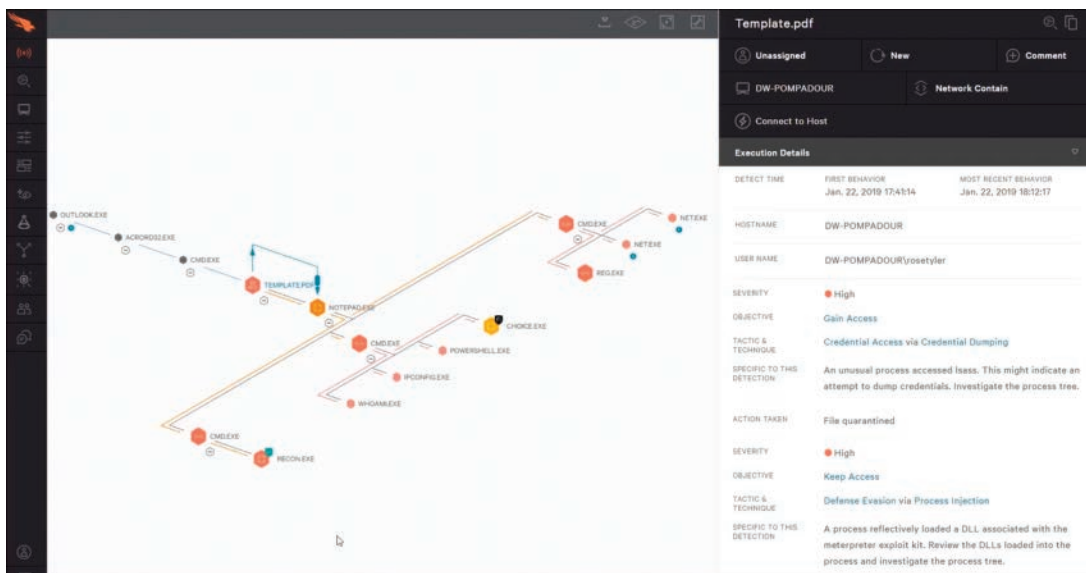 OUTLOOK.EXE
ACRORD32.EXE
CMD.EXE
TEMPLATE.PDF
NOTEPAD.EXE
CMD.EXE
NET.EXE
NET.EXE
REG.EXE
CMD.EXE
CHOICE.EXE
POWERSHELL.EXE
IPCONFIG.EXE
WHOAMI.EXE
CMD.EXE
RECON.EXE
Template.pdf
Unassigned
New
Comment
DW-POMPADOUR
Network Contain
Connect to Host
Execution Details
DETECT TIME
FIRST BEHAVIOR
Jan. 22, 2019 17:41:14
MOST RECENT BEHAVIOR
Jan. 22, 2019 18:12:17
HOSTNAME
DW-POMPADOUR
USER NAME
DW-POMPADOUR\rosetyler
SEVERITY
High
OBJECTIVE
Gain Access
TACTIC &
TECHNIQUE
Credential Access via Credential Dumping
SPECIFIC TO THIS
DETECTION
An unusual process accessed lsass. This might indicate an
attempt to dump credentials. Investigate the process tree.
ACTION TAKEN
File quarantined
SEVERITY
High
OBJECTIVE
Keep Access
TACTIC &
TECHNIQUE
Defense Evasion via Process Injection
SPECIFIC TO THIS
DETECTION
A process reflectively loaded a DLL associated with the
meterpreter exploit kit. Review the DLLs loaded into the
process and investigate the process tree.